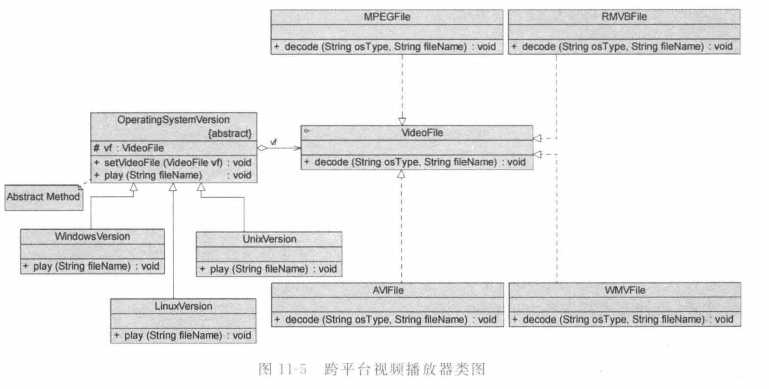 MPEGFile
+ decode (String osType, String fileName) : void
RMVBFile
+ decode (String osType, String fileName) : void
OperatingSystemVersion
{abstract}
# vf : VideoFile
+ setVideoFile (VideoFile vf) : void
+ play (String fileName) : void
vf
VideoFile
+ decode (String osType, String fileName) : void
Abstract Method
WindowsVersion
+ play (String fileName) : void
UnixVersion
+ play (String fileName) : void
LinuxVersion
+ play (String fileName) : void
AVIFile
+ decode (String osType, String fileName) : void
WMVFile
+ decode (String osType, String fileName) : void
图 11-5 跨平台视频播放器类图